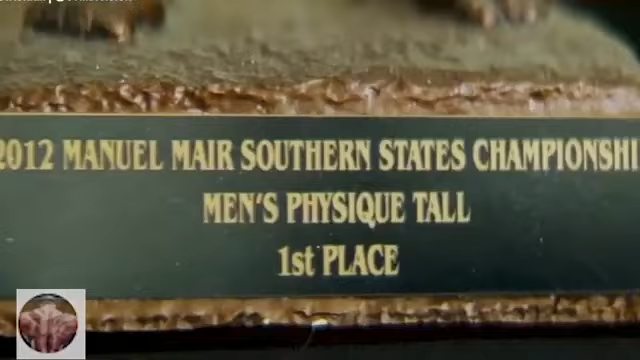 2012 MANUEL MAIR SOUTHERN STATES CHAMPIONSHI
MEN'S PHYSIQUE TALL
1st PLACE